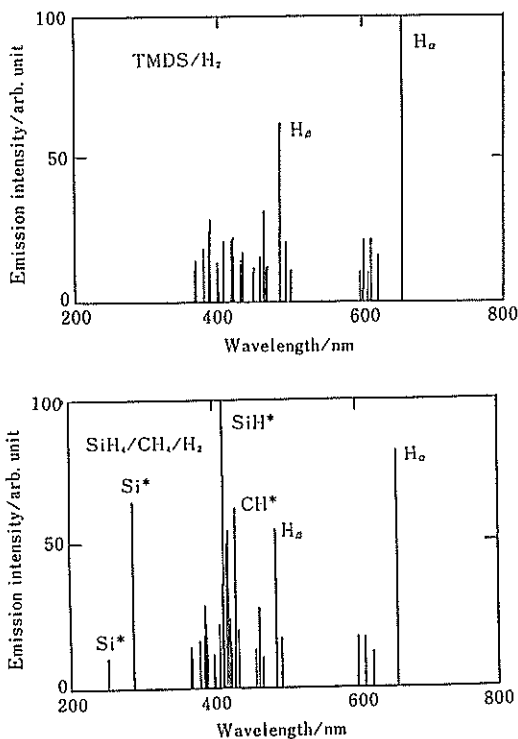 100
TMDS/H₂
Hα
Hβ
50
0
200 400 600 800
Emission intensity/arb. unit
Wavelength/nm
100
SiH*
SiH₄/CH₄/H₂
Hα
Si*
CH*
Hβ
50
Si*
0
200 400 600 800
Emission intensity/arb. unit
Wavelength/nm